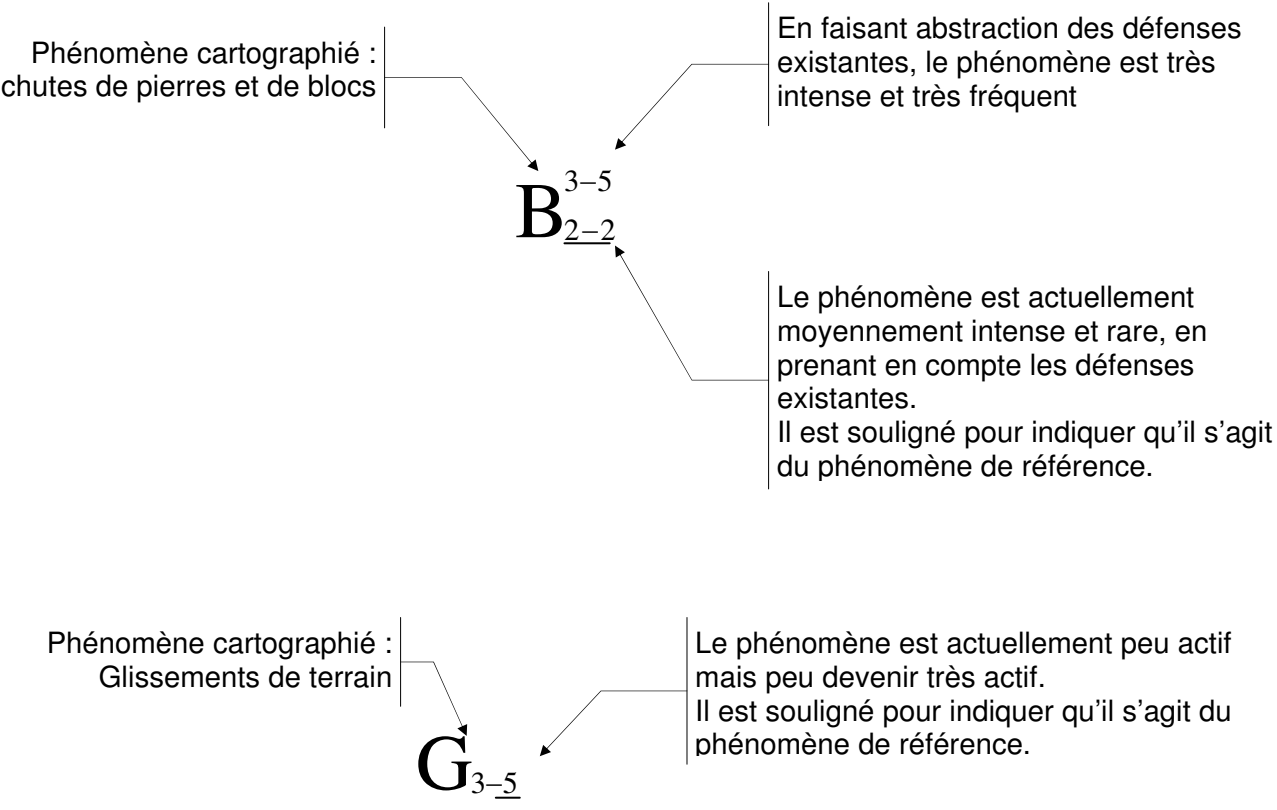 Phénomène cartographié :
chutes de pierres et de blocs
En faisant abstraction des défenses
existantes, le phénomène est très
intense et très fréquent
B 3–5
2–2
Le phénomène est actuellement
moyennement intense et rare, en
prenant en compte les défenses
existantes.
Il est souligné pour indiquer qu'il s'agit
du phénomène de référence.
Phénomène cartographié :
Glissements de terrain
Le phénomène est actuellement peu actif
mais peu devenir très actif.
Il est souligné pour indiquer qu'il s'agit du
phénomène de référence.
G3–5